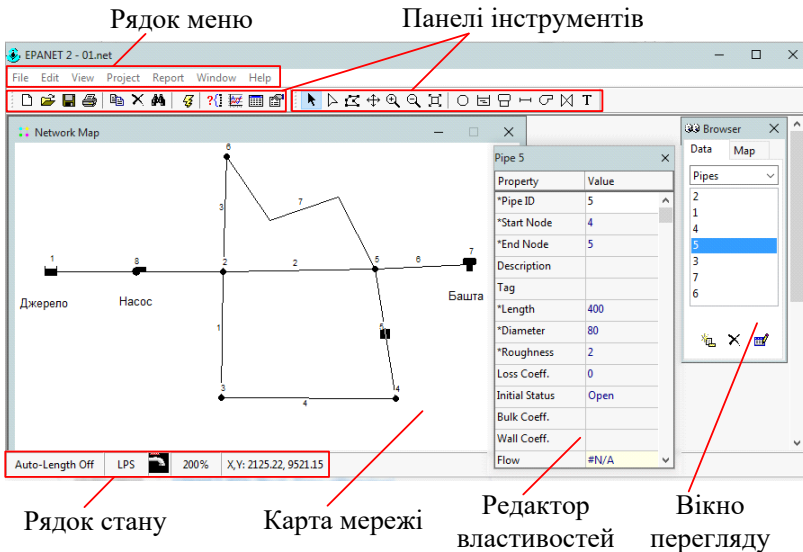 Рядок меню
Панелі інструментів
EPANET 2 - 01.net
File Edit View Project Report Window Help
Network Map
6
3
7
1
8
2
2
5
6
7
Джерело
Насос
Башта
1
5
3
4
4
Pipe 5
Property Value
*Pipe ID 5
*Start Node 4
*End Node 5
Description
Tag
*Length 400
*Diameter 80
*Roughness 2
Loss Coeff. 0
Initial Status Open
Bulk Coeff.
Wall Coeff.
Flow #N/A
Browser
Data Map
Pipes
2
1
4
5
3
7
6
Auto-Length Off LPS 200% X,Y: 2125.22, 9521.15
Рядок стану
Карта мережі
Редактор
властивостей
Вікно
перегляду